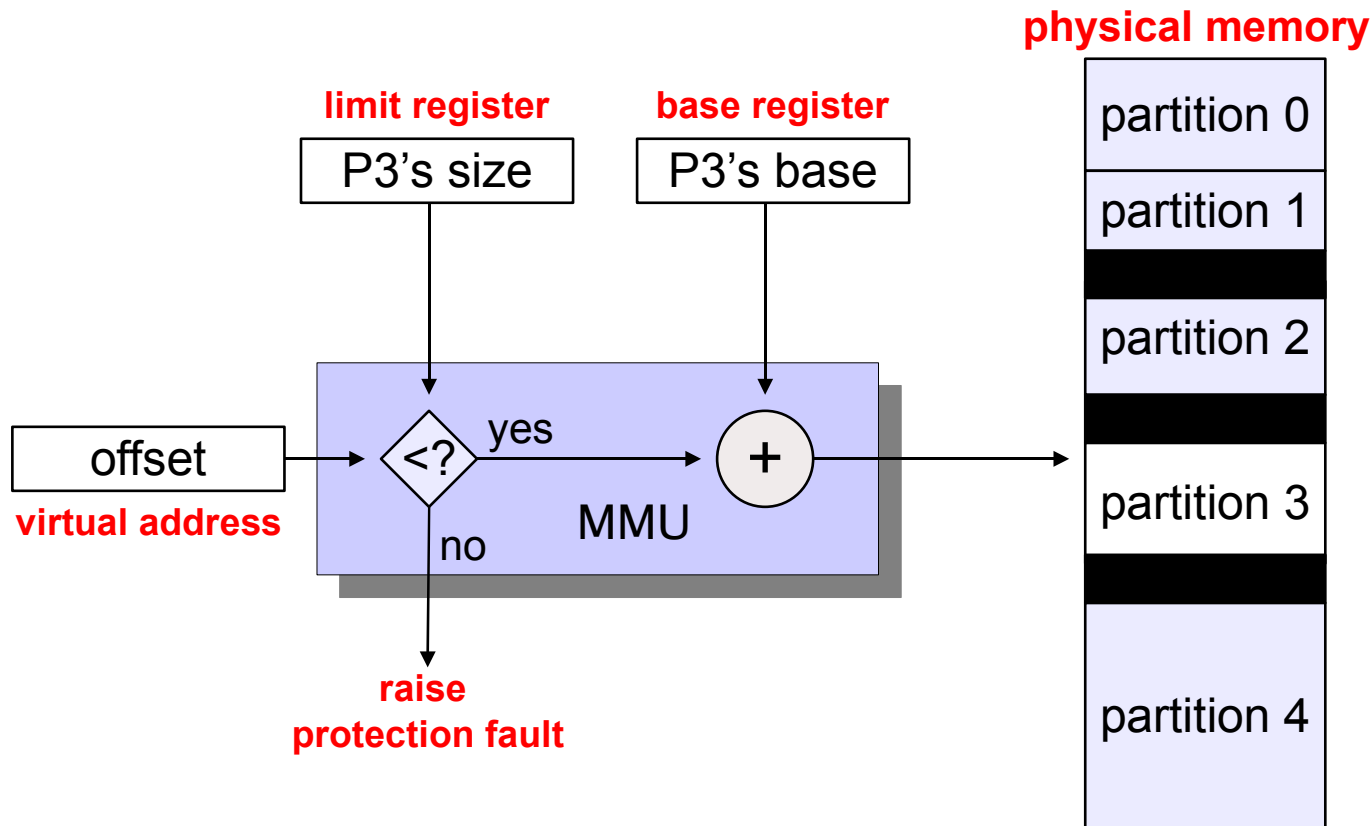 physical memory
limit register
base register
P3’s size
P3’s base
partition 0
partition 1
partition 2
offset
<?
yes
+
virtual address
MMU
no
partition 3
raise
protection fault
partition 4